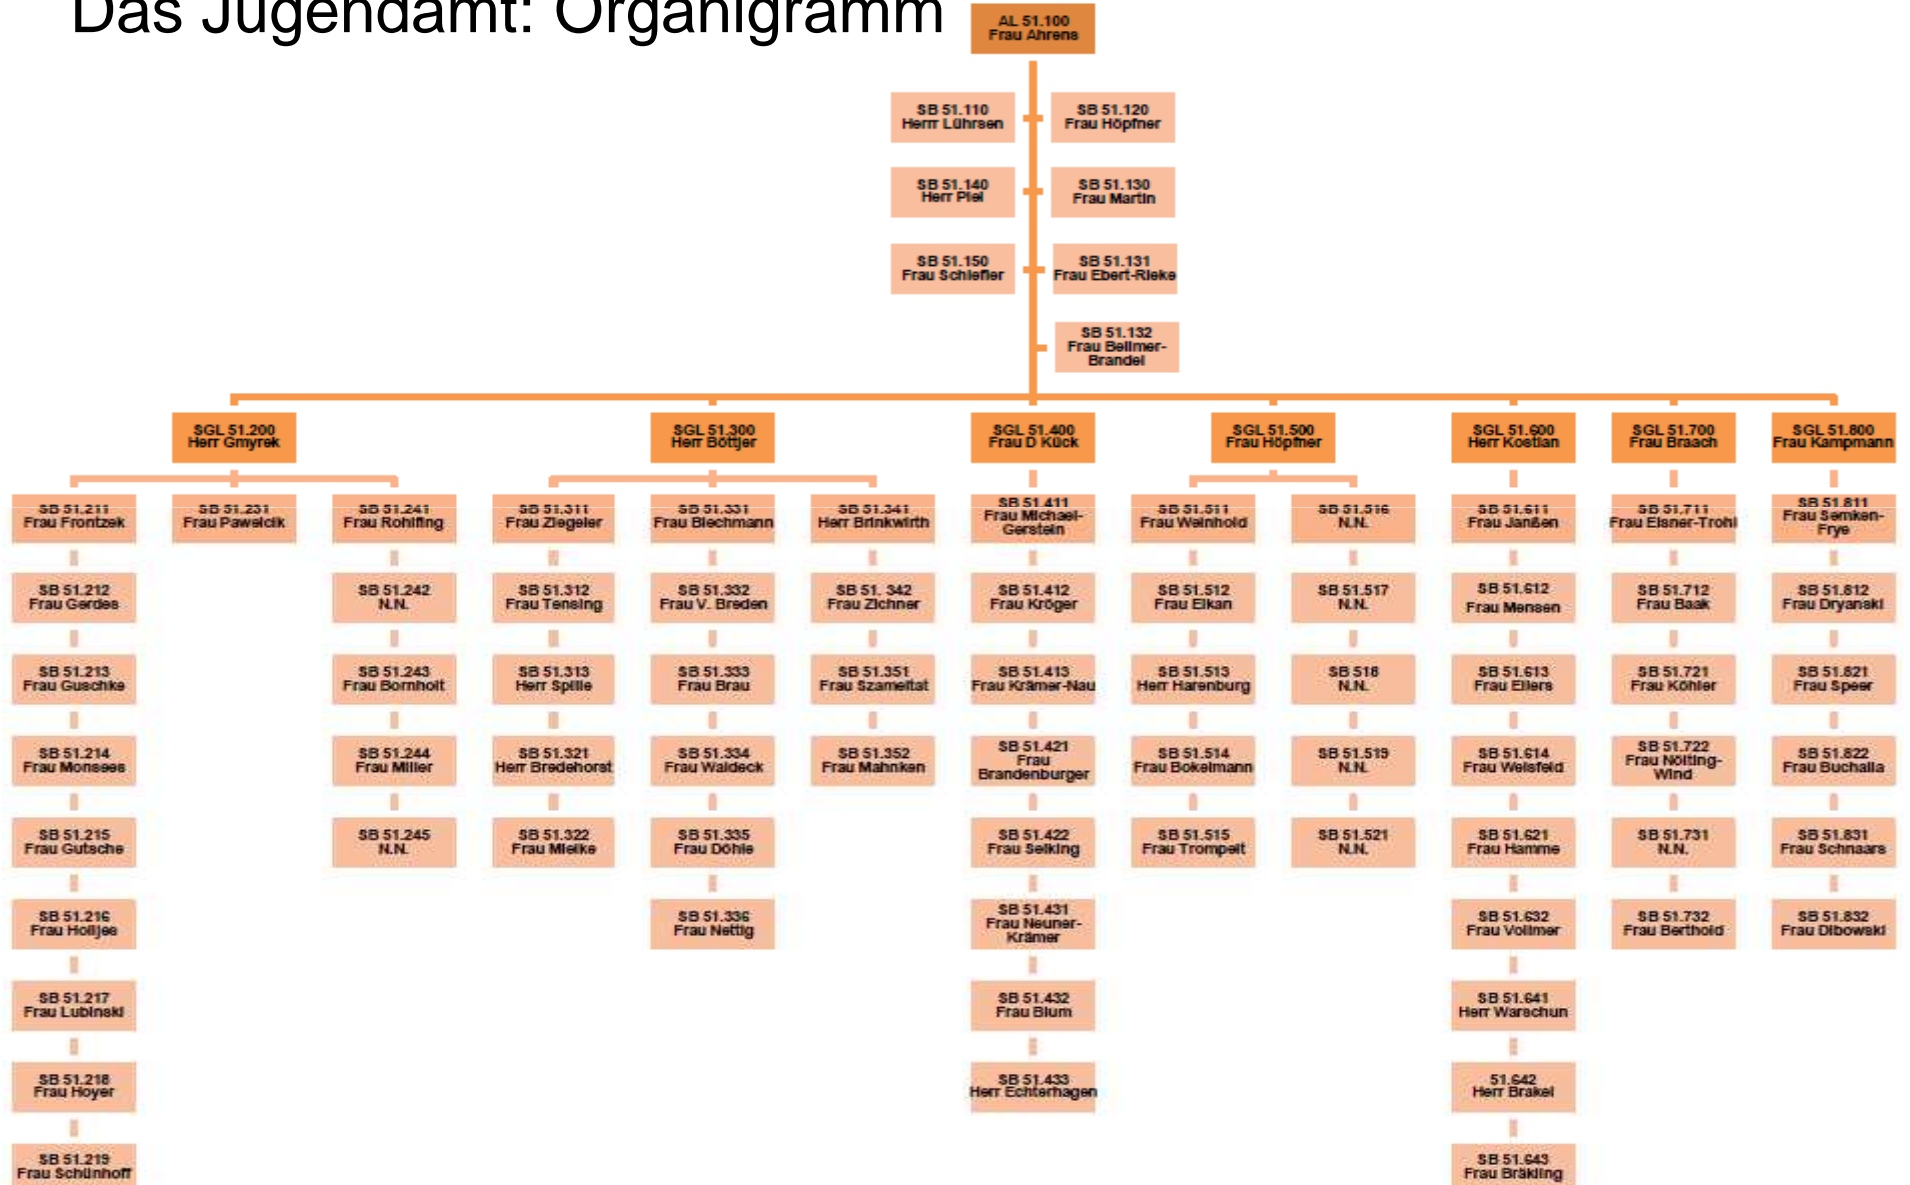 Das Jugendamt: Organigramm
AL 51.100
Frau Ahrens
SB 51.110
Herrr Lührsen
SB 51.120
Frau Höpfner
SB 51.140
Herr Piel
SB 51.130
Frau Martin
SB 51.150
Frau Schiefler
SB 51.131
Frau Ebert-Rieke
SB 51.132
Frau Bellmer-
Brandel
SGL 51.200
Herr Gmyrek
SGL 51.300
Herr Böttjer
SGL 51.400
Frau D Kück
SGL 51.500
Frau Höpfner
SGL 51.600
Herr Kostian
SGL 51.700
Frau Braach
SGL 51.800
Frau Kampmann
SB 51.211
Frau Frontzek
SB 51.231
Frau Pawelcik
SB 51.241
Frau Rohlfing
SB 51.311
Frau Ziegeler
SB 51.331
Frau Blechmann
SB 51.341
Herr Brinkwirth
SB 51.411
Frau Michael-
Gerstein
SB 51.511
Frau Weinhold
SB 51.516
N.N.
SB 51.611
Frau Janßen
SB 51.711
Frau Elsner-Trohl
SB 51.811
Frau Semken-
Frye
SB 51.212
Frau Gerdes
SB 51.242
N.N.
SB 51.312
Frau Tensing
SB 51.332
Frau V. Breden
SB 51. 342
Frau Zichner
SB 51.412
Frau Kröger
SB 51.512
Frau Elkan
SB 51.517
N.N.
SB 51.612
Frau Mensen
SB 51.712
Frau Baak
SB 51.812
Frau Dryanski
SB 51.213
Frau Guschke
SB 51.243
Frau Bornholt
SB 51.313
Herr Spille
SB 51.333
Frau Brau
SB 51.351
Frau Szameitat
SB 51.413
Frau Krämer-Nau
SB 51.513
Herr Harenburg
SB 518
N.N.
SB 51.613
Frau Eilers
SB 51.721
Frau Köhler
SB 51.821
Frau Speer
SB 51.214
Frau Monsees
SB 51.244
Frau Miller
SB 51.321
Herr Bredehorst
SB 51.334
Frau Waldeck
SB 51.352
Frau Mahnken
SB 51.421
Frau
Brandenburger
SB 51.514
Frau Bokelmann
SB 51.519
N.N.
SB 51.614
Frau Welsfeld
SB 51.722
Frau Nölting-
Wind
SB 51.822
Frau Buchalla
SB 51.215
Frau Gutsche
SB 51.245
N.N.
SB 51.322
Frau Mielke
SB 51.335
Frau Döhle
SB 51.422
Frau Selking
SB 51.515
Frau Trompelt
SB 51.521
N.N.
SB 51.621
Frau Hamme
SB 51.731
N.N.
SB 51.831
Frau Schnaars
SB 51.216
Frau Holljes
SB 51.336
Frau Nettig
SB 51.431
Frau Neuner-
Krämer
SB 51.632
Frau Vollmer
SB 51.732
Frau Berthold
SB 51.832
Frau Dibowski
SB 51.217
Frau Lubinski
SB 51.432
Frau Blum
SB 51.641
Herr Warschun
SB 51.218
Frau Hoyer
SB 51.433
Herr Echterhagen
51.642
Herr Brakel
SB 51.219
Frau Schünhoff
SB 51.643
Frau Bräkling